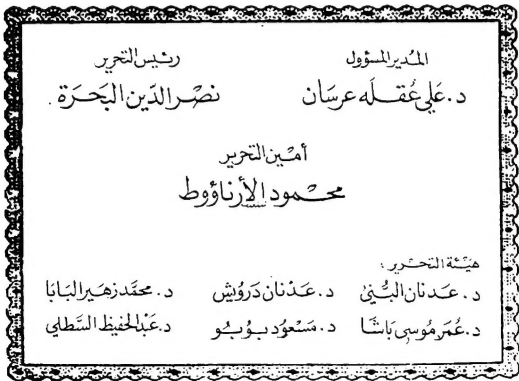 المدير المسؤول رئيس التحرير
د. علي عقله عرسان نصر الدين البحرة
أمين التحرير
محمود الأرناؤوط
هيئة التحرير:
د. عدنان البني د. عدنان درويش د. محمد زهير البابا
د. عمر موسى باشا د. مسعود بوبو د. عبد الحفيظ السطلي